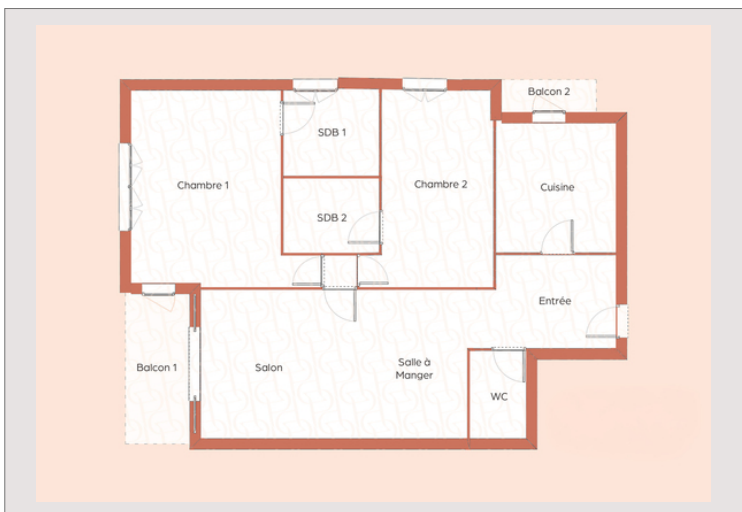 Balcon 2
SDB 1
Chambre 1
Chambre 2
Cuisine
SDB 2
Entrée
Balcon 1
Salon
Salle à
Manger
WC